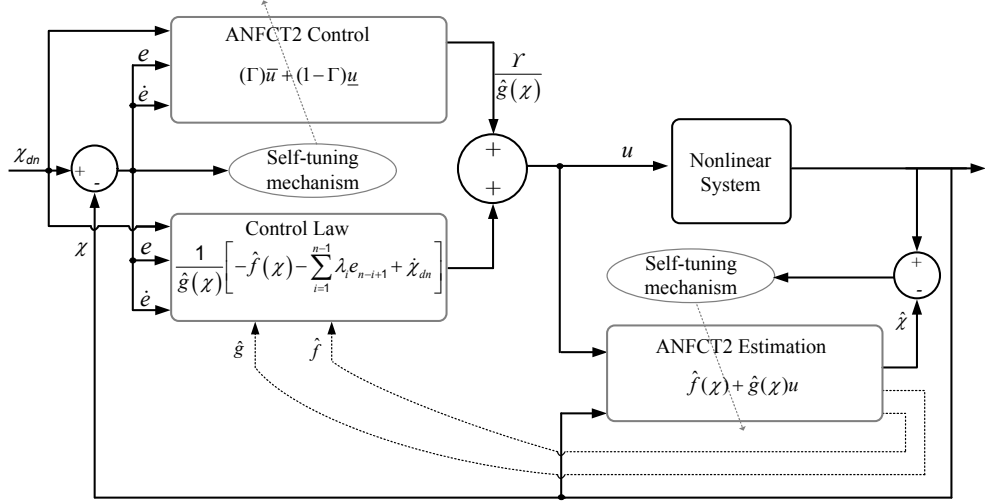 ANFCT2 Control
(Γ)u̅ + (1−Γ)u̲
e
ė
χ_dn
+
-
Self-tuning
mechanism
ϒ
ĝ(χ)
+
+
u
Nonlinear
System
χ
Control Law
e
1/ĝ(χ) [−f̂(χ) − ∑_{i=1}^{n−1} λ_i e_{n−i+1} + χ̇_dn]
ė
ĝ
f̂
Self-tuning
mechanism
+
-
χ̂
ANFCT2 Estimation
f̂(χ) + ĝ(χ)u